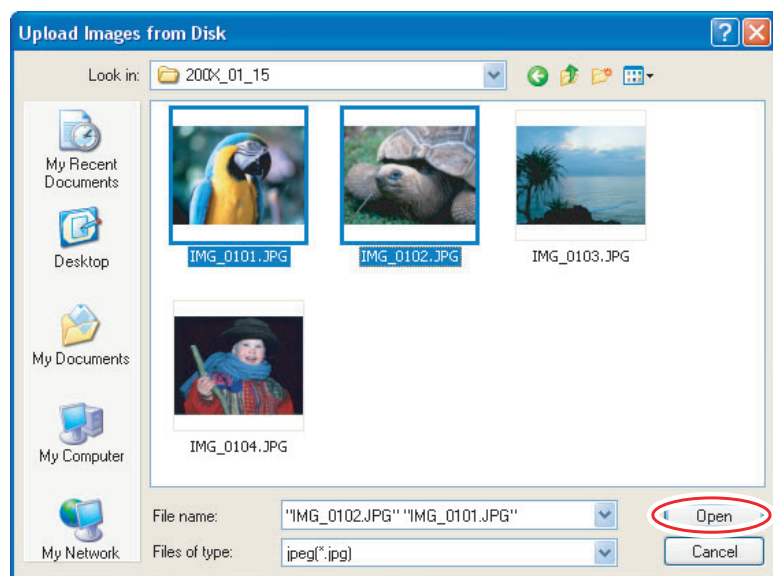 Upload Images from Disk
Look in: 200X_01_15
My Recent
Documents
Desktop
My Documents
My Computer
My Network
IMG_0101.JPG IMG_0102.JPG IMG_0103.JPG
IMG_0104.JPG
File name: "IMG_0102.JPG" "IMG_0101.JPG" Open
Files of type: jpeg(*.jpg) Cancel